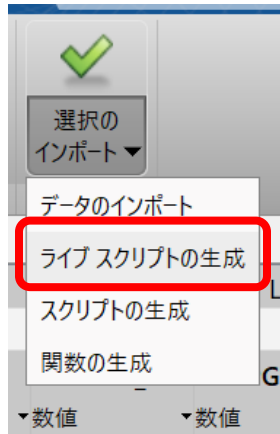 選択の
インポート ▼
データのインポート
ライブ スクリプトの生成
L
スクリプトの生成
関数の生成
G
▼数値 ▼数値